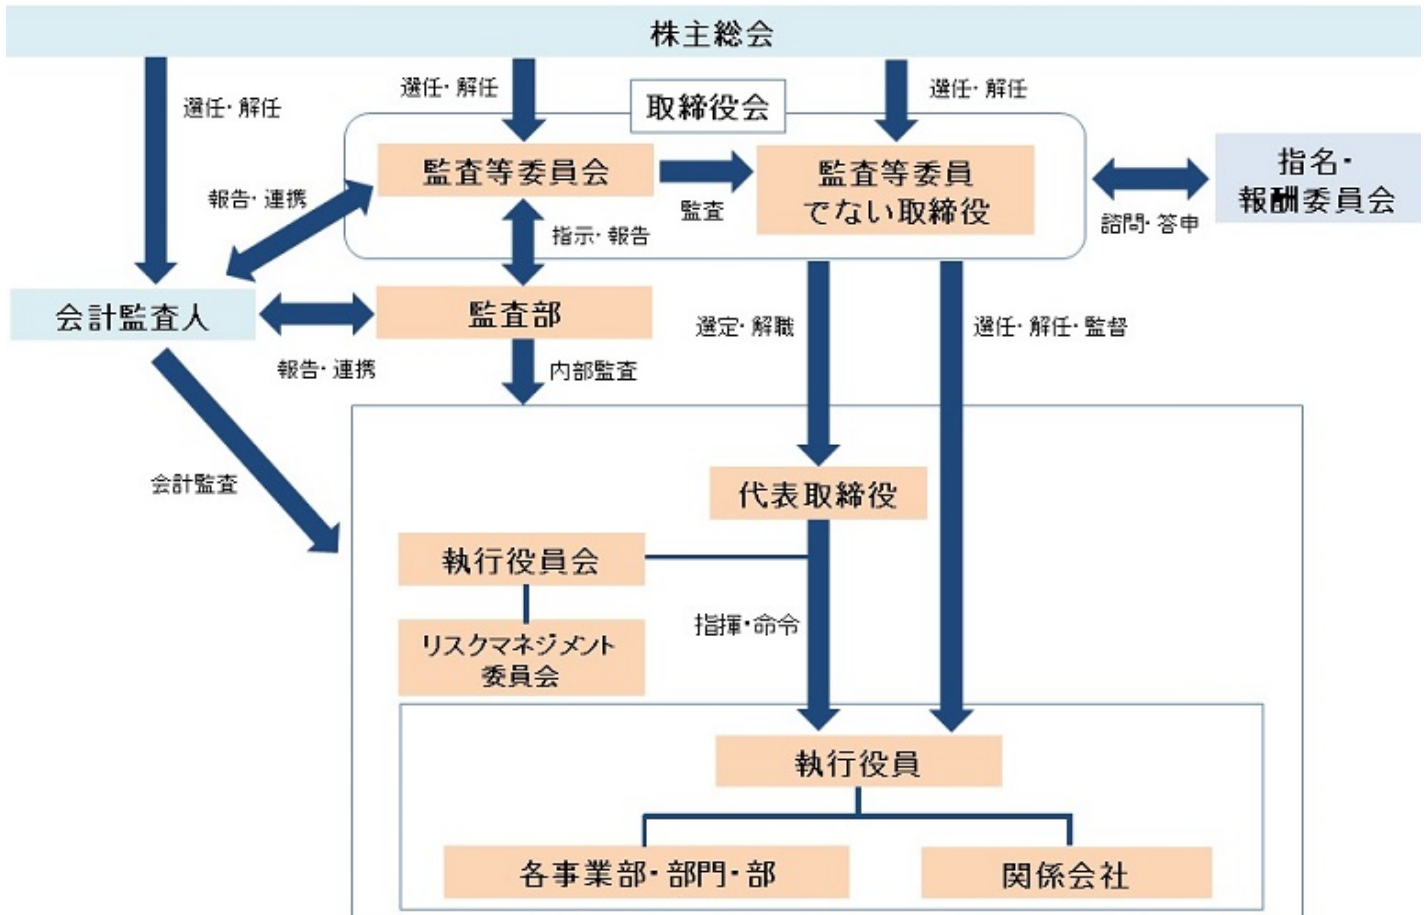 株主総会
選任・解任
選任・解任
選任・解任
取締役会
監査等委員会
監査
監査等委員
でない取締役
指名・
報酬委員会
諮問・答申
報告・連携
指示・報告
会計監査人
監査部
報告・連携
内部監査
選定・解職
選任・解任・監督
会計監査
代表取締役
執行役員会
指揮・命令
リスクマネジメント
委員会
執行役員
各事業部・部門・部
関係会社